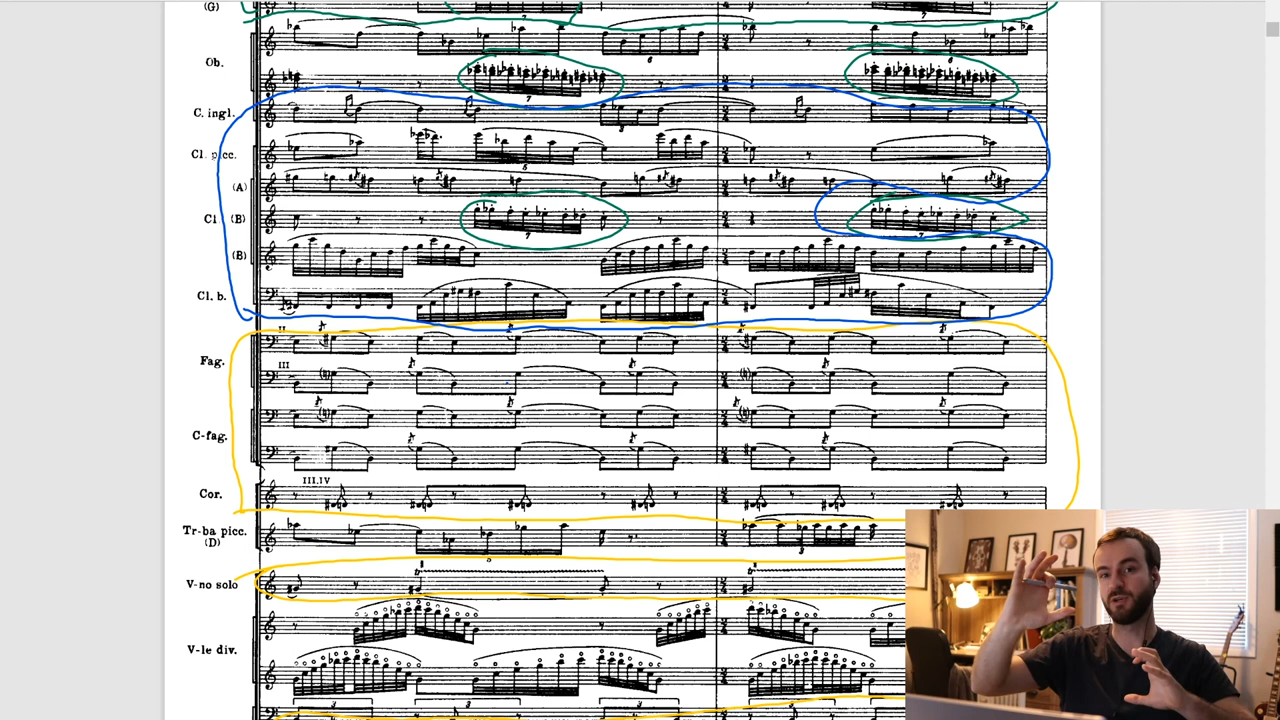 (G)
Ob.
C. ingl.
Cl. picc.
(A)
Cl. (B)
(B)
Cl. b.
II
Fag.
III
C-fag.
Cor.
III.IV
Tr-ba picc.
(D)
V-no solo
V-le div.